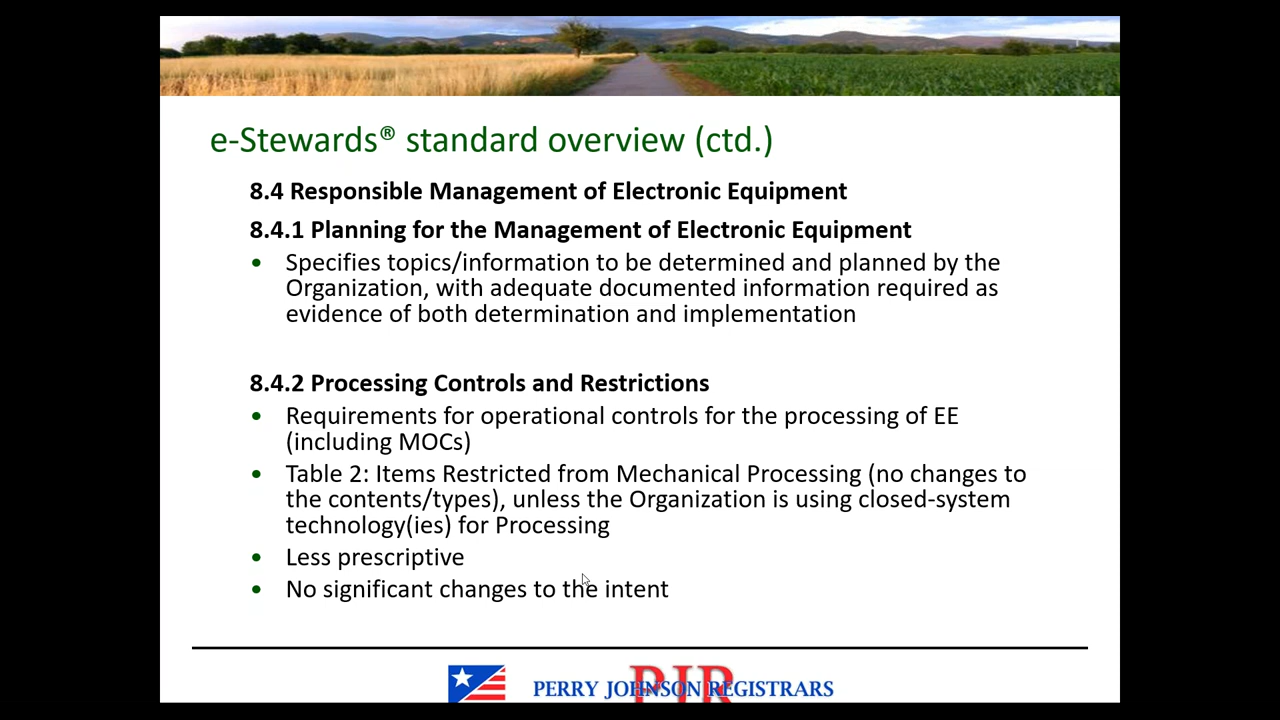 e-Stewards® standard overview (ctd.)
8.4 Responsible Management of Electronic Equipment
8.4.1 Planning for the Management of Electronic Equipment
• Specifies topics/information to be determined and planned by the
Organization, with adequate documented information required as
evidence of both determination and implementation
8.4.2 Processing Controls and Restrictions
• Requirements for operational controls for the processing of EE
(including MOCs)
• Table 2: Items Restricted from Mechanical Processing (no changes to
the contents/types), unless the Organization is using closed-system
technology(ies) for Processing
• Less prescriptive
• No significant changes to the intent
PJR
PERRY JOHNSON REGISTRARS